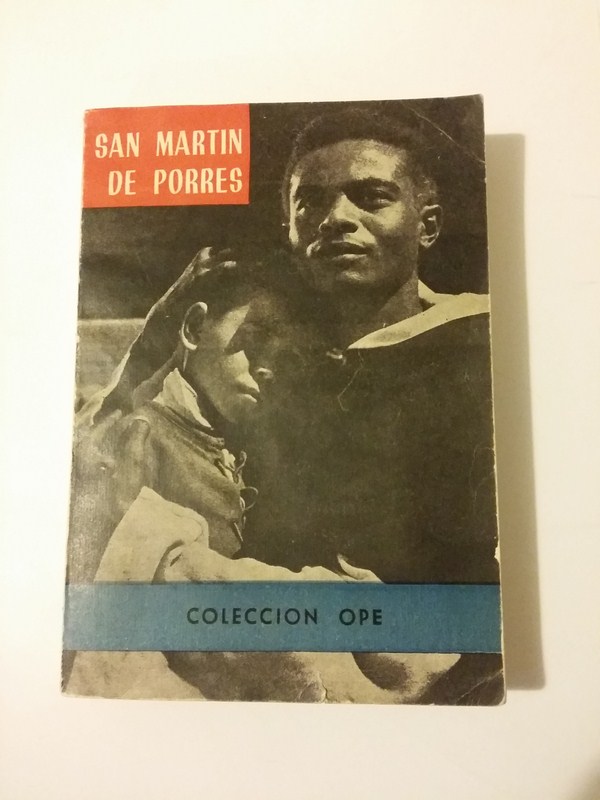 SAN MARTIN
DE PORRES
COLECCION OPE